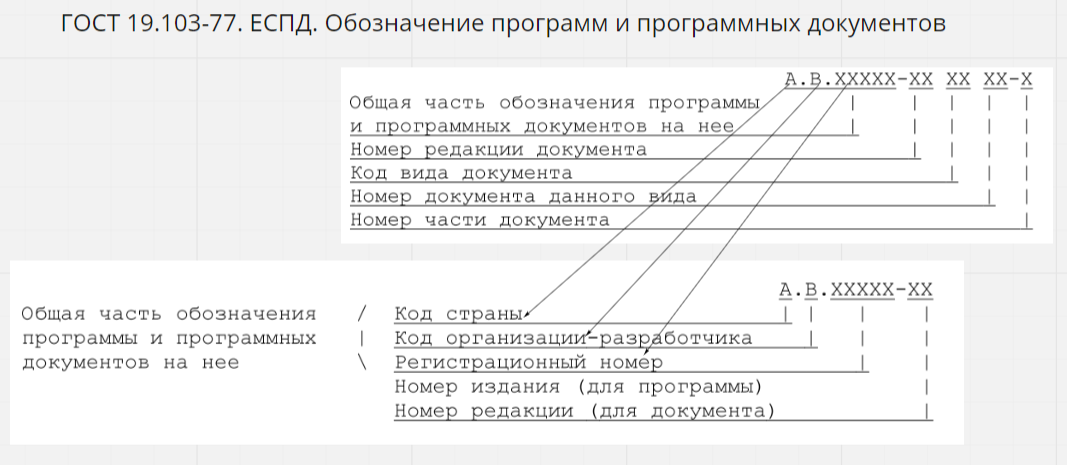 ГОСТ 19.103-77. ЕСПД. Обозначение программ и программных документов
А.В.ХХХХХ-ХХ ХХ ХХ-Х
Общая часть обозначения программы
и программных документов на нее
Номер редакции документа
Код вида документа
Номер документа данного вида
Номер части документа
А.В.ХХХХХ-ХХ
Общая часть обозначения / Код страны
программы и программных | Код организации-разработчика
документов на нее \ Регистрационный номер
Номер издания (для программы)
Номер редакции (для документа)